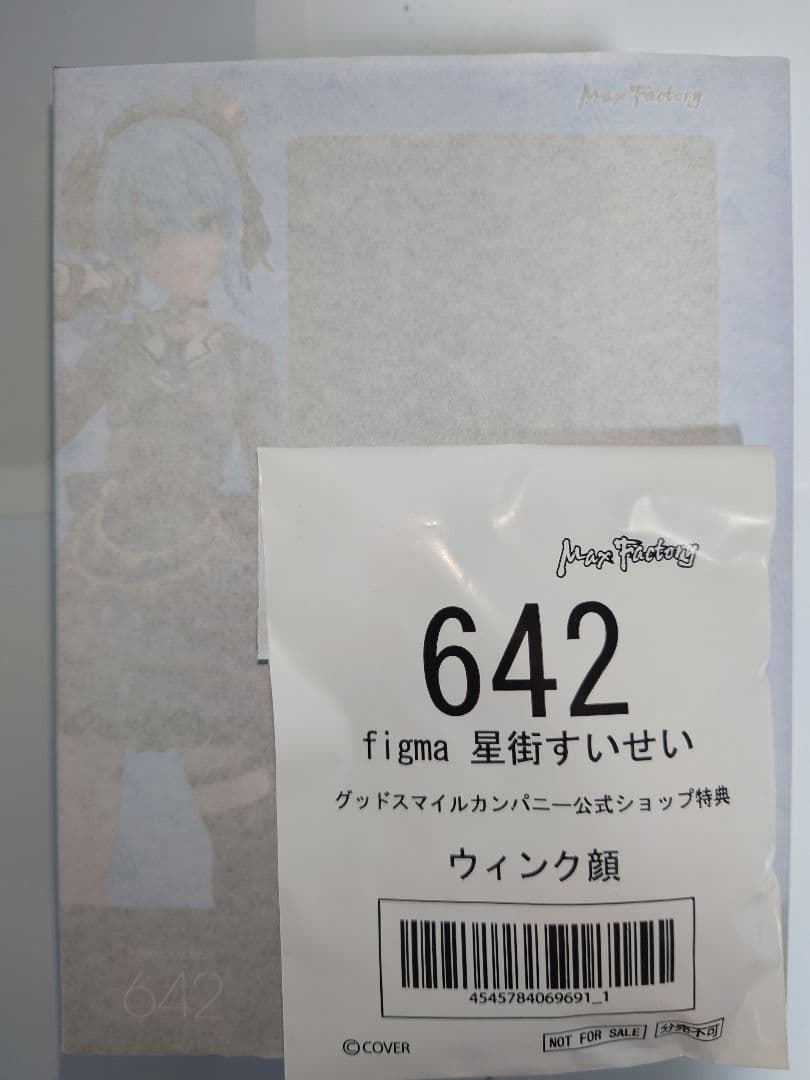 Max Factory
Max Factory
642
figma 星街すいせい
グッドスマイルカンパニー公式ショップ特典
ウィンク顔
4545784069691_1
©COVER
NOT FOR SALE
分売不可
642